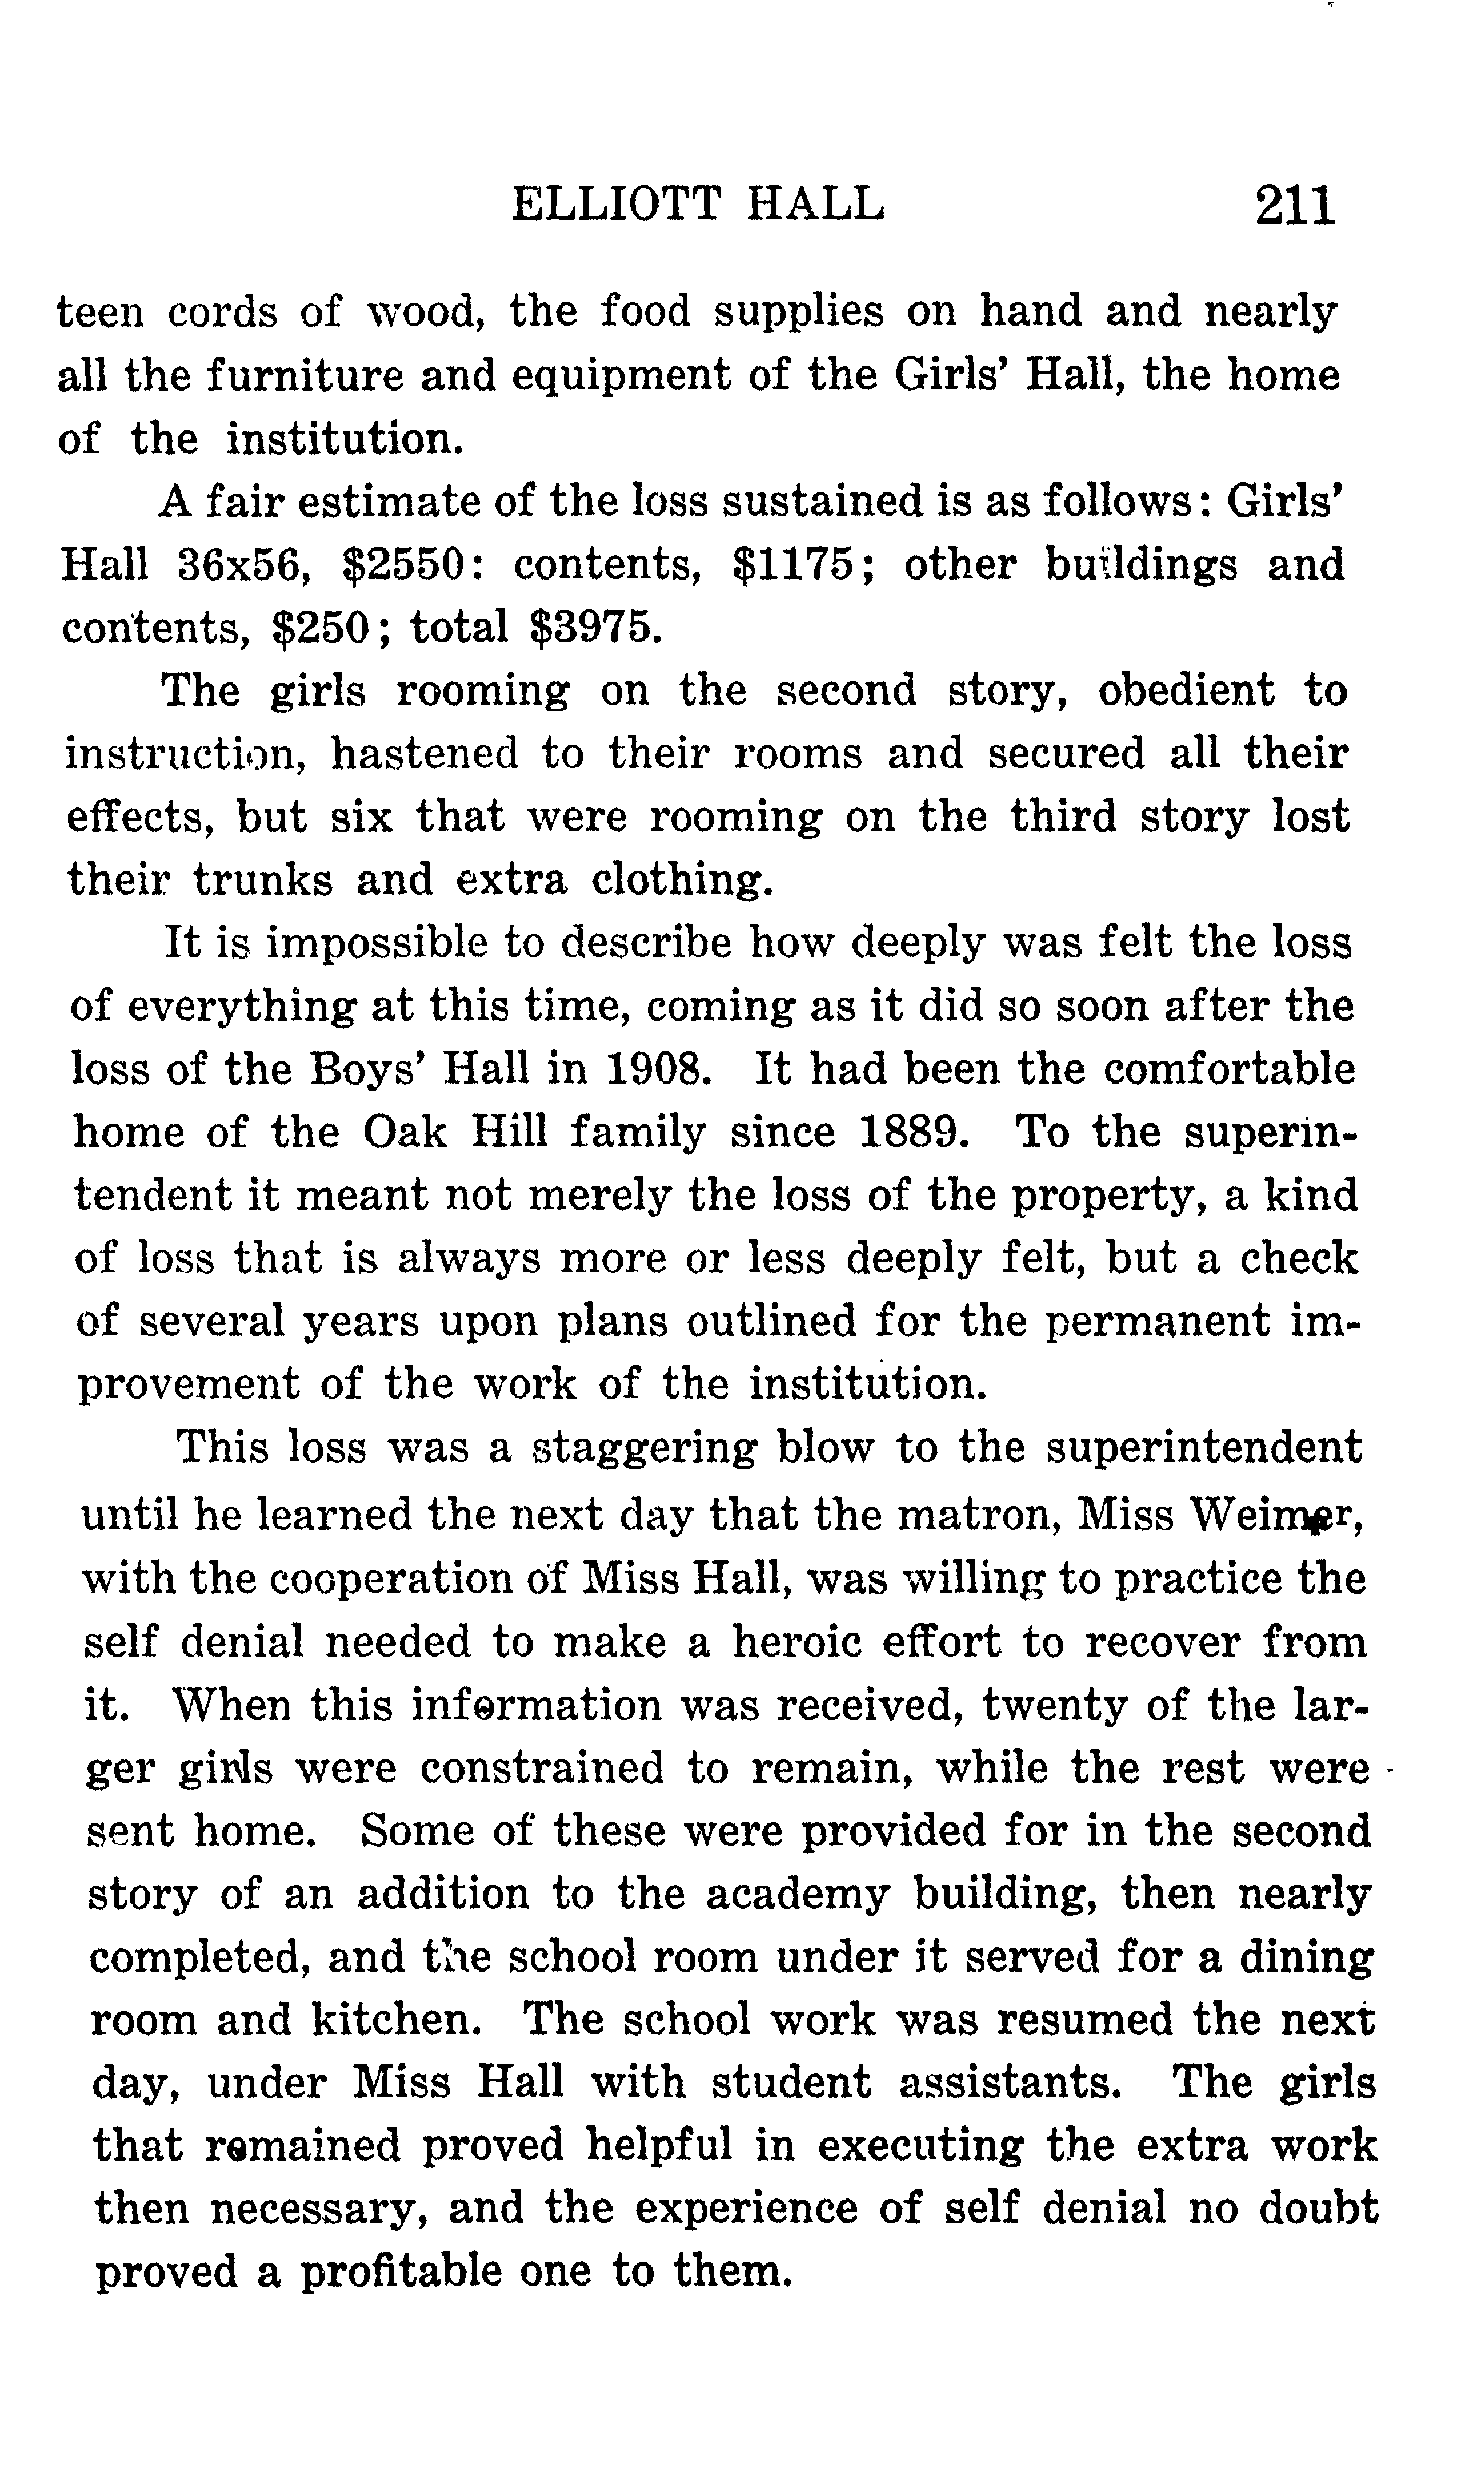 ELLIOTT HALL 211
teen cords of wood, the food supplies on hand and nearly
all the furniture and equipment of the Girls' Hall, the home
of the institution.
A fair estimate of the loss sustained is as follows: Girls'
Hall 36x56, $2550: contents, $1175; other buildings and
contents, $250; total $3975.
The girls rooming on the second story, obedient to
instruction, hastened to their rooms and secured all their
effects, but six that were rooming on the third story lost
their trunks and extra clothing.
It is impossible to describe how deeply was felt the loss
of everything at this time, coming as it did so soon after the
loss of the Boys' Hall in 1908. It had been the comfortable
home of the Oak Hill family since 1889. To the superin-
tendent it meant not merely the loss of the property, a kind
of loss that is always more or less deeply felt, but a check
of several years upon plans outlined for the permanent im-
provement of the work of the institution.
This loss was a staggering blow to the superintendent
until he learned the next day that the matron, Miss Weimer,
with the cooperation of Miss Hall, was willing to practice the
self denial needed to make a heroic effort to recover from
it. When this information was received, twenty of the lar-
ger girls were constrained to remain, while the rest were
sent home. Some of these were provided for in the second
story of an addition to the academy building, then nearly
completed, and the school room under it served for a dining
room and kitchen. The school work was resumed the next
day, under Miss Hall with student assistants. The girls
that remained proved helpful in executing the extra work
then necessary, and the experience of self denial no doubt
proved a profitable one to them.